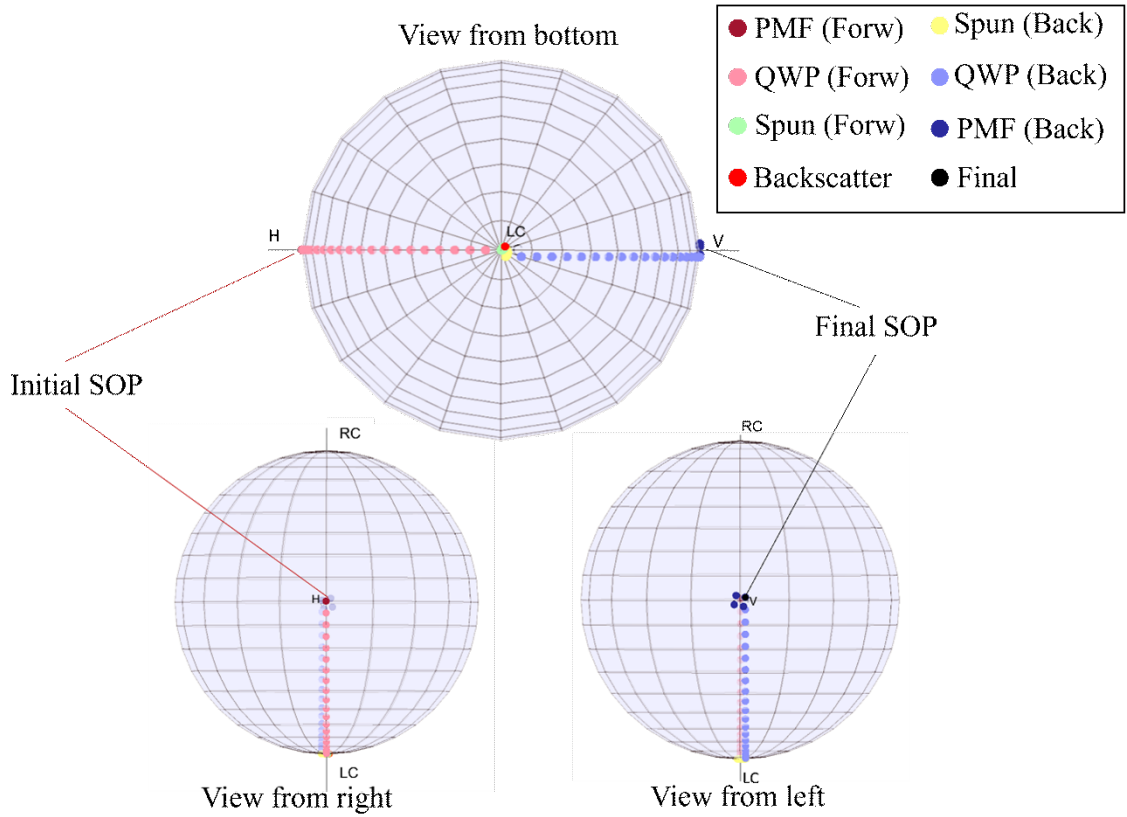 View from bottom
PMF (Forw)
Spun (Back)
QWP (Forw)
QWP (Back)
Spun (Forw)
PMF (Back)
Backscatter
Final
H
LC
V
Initial SOP
Final SOP
RC
H
LC
View from right
RC
V
LC
View from left